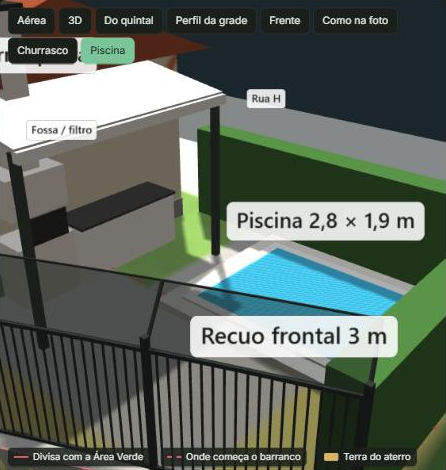 Aérea
3D
Do quintal
Perfil da grade
Frente
Como na foto
Churrasco
Piscina
Rua H
Fossa / filtro
Piscina 2,8 × 1,9 m
Recuo frontal 3 m
Divisa com a Área Verde
Onde começa o barranco
Terra do aterro